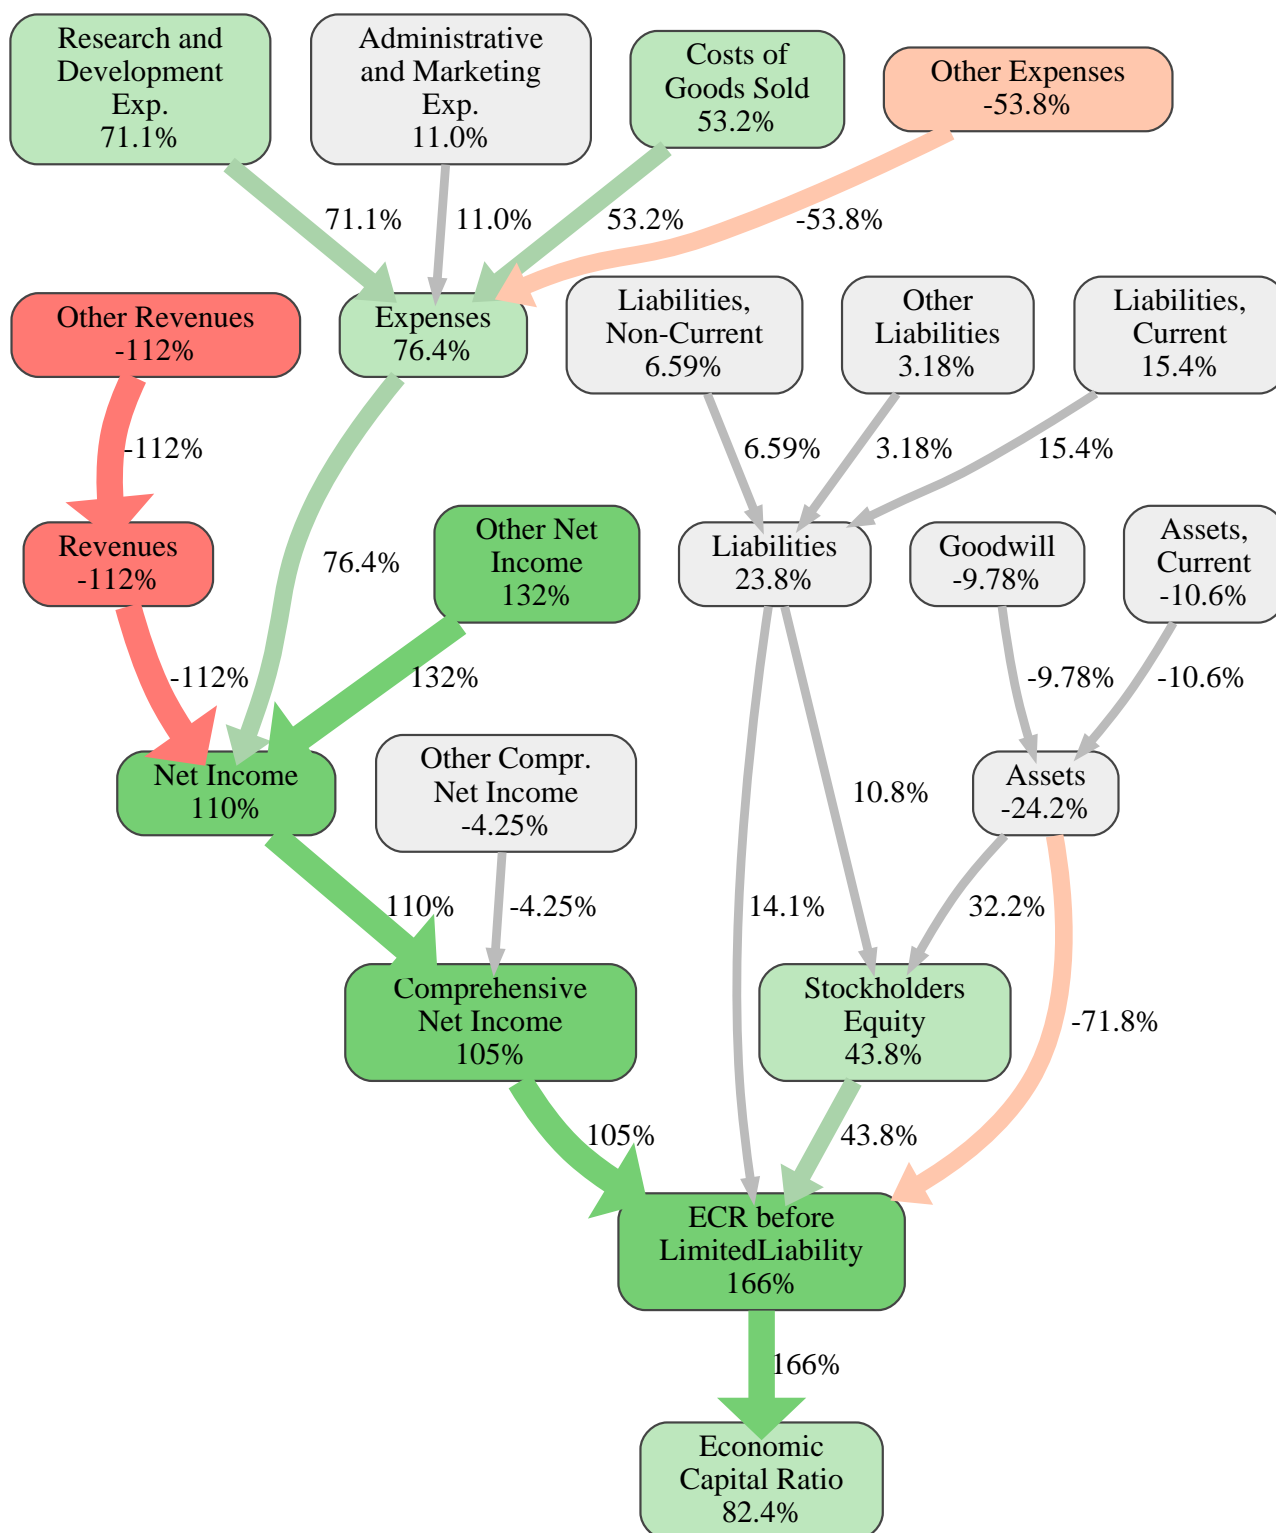 Research and
Development
Exp.
71.1%
Administrative
and Marketing
Exp.
11.0%
Costs of
Goods Sold
53.2%
Other Expenses
-53.8%
71.1%
11.0%
53.2%
-53.8%
Other Revenues
-112%
Expenses
76.4%
Liabilities,
Non-Current
6.59%
Other
Liabilities
3.18%
Liabilities,
Current
15.4%
-112%
6.59%
3.18%
15.4%
Revenues
-112%
76.4%
Other Net
Income
132%
Liabilities
23.8%
Goodwill
-9.78%
Assets,
Current
-10.6%
-112%
132%
-9.78%
-10.6%
Net Income
110%
Other Compr.
Net Income
-4.25%
10.8%
Assets
-24.2%
110%
-4.25%
14.1%
32.2%
Comprehensive
Net Income
105%
Stockholders
Equity
43.8%
-71.8%
105%
43.8%
ECR before
LimitedLiability
166%
166%
Economic
Capital Ratio
82.4%